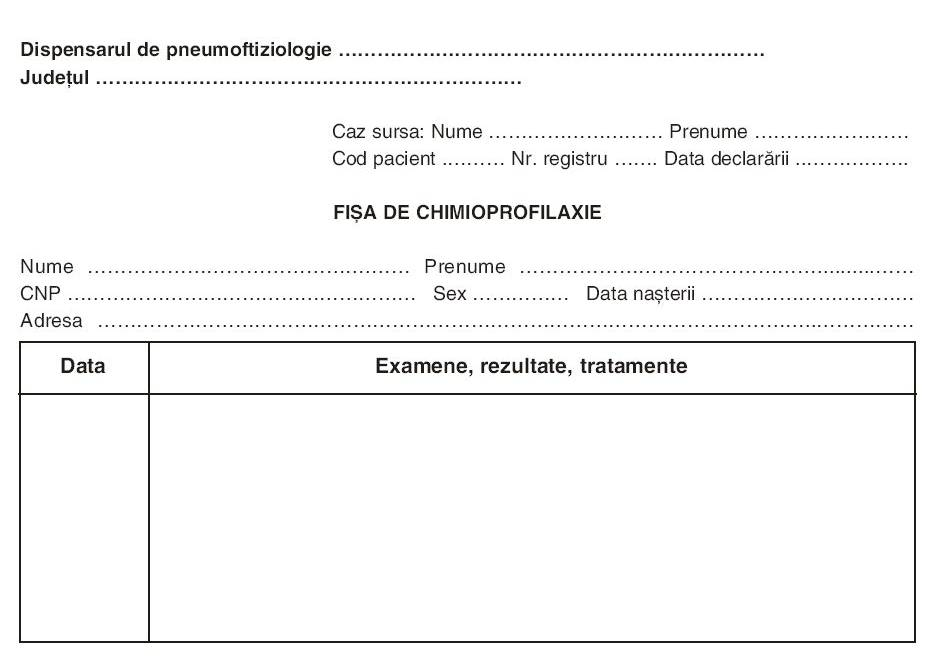 Dispensarul de pneumoftiziologie ..................................................................
Județul ..................................................................
Caz sursa: Nume ........................... Prenume ........................
Cod pacient .......... Nr. registru ....... Data declarării .................
FIȘA DE CHIMIOPROFILAXIE
Nume .................................................. Prenume .............................................................
CNP ...................................................... Sex ............... Data nașterii .................................
Adresa ..............................................................................................................................
Data Examene, rezultate, tratamente